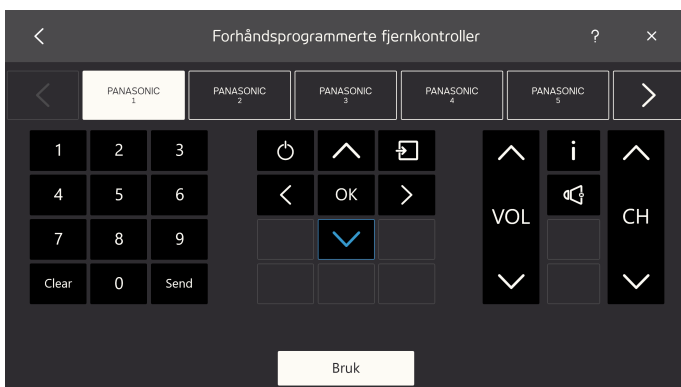 Forhåndsprogrammerte fjernkontroller ? ×
PANASONIC PANASONIC PANASONIC PANASONIC PANASONIC
1 2 3 4 5
1 2 3 i
4 5 6 OK VOL CH
7 8 9
Clear 0 Send
Bruk